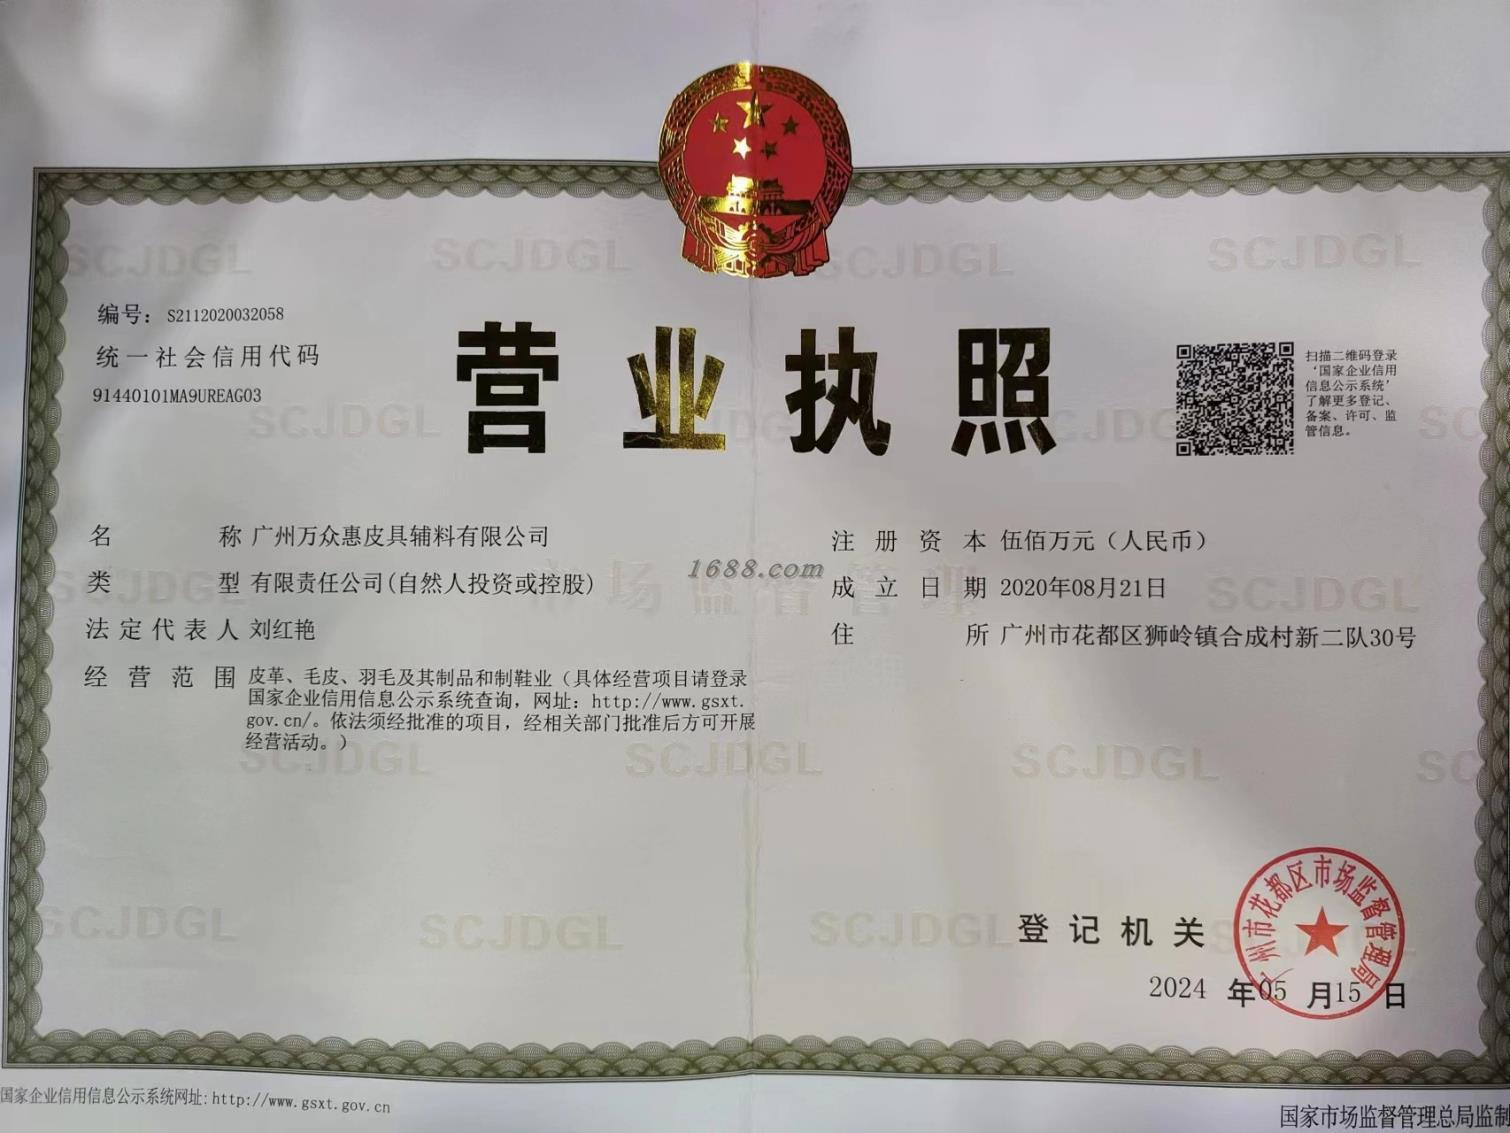 编号： S2112020032058
统一社会信用代码
91440101MA9UREAG03
营业执照
扫描二维码登录
‘国家企业信用
信息公示系统’
了解更多登记、
备案、许可、监
管信息。
名称 广州万众惠皮具辅料有限公司
类型 有限责任公司(自然人投资或控股)
法定代表人 刘红艳
经营范围 皮革、毛皮、羽毛及其制品和制鞋业（具体经营项目请登录
国家企业信用信息公示系统查询，网址：http://www.gsxt.
gov.cn/。依法须经批准的项目，经相关部门批准后方可开展
经营活动。）
注册资本 伍佰万元（人民币）
成立日期 2020年08月21日
住所 广州市花都区狮岭镇合成村新二队30号
1688.com
市场监督管理
SCJDGL
登记机关
广州市花都区市场监督管理局
2024 年05 月15 日
国家企业信用信息公示系统网址:http://www.gsxt.gov.cn
国家市场监督管理总局监制